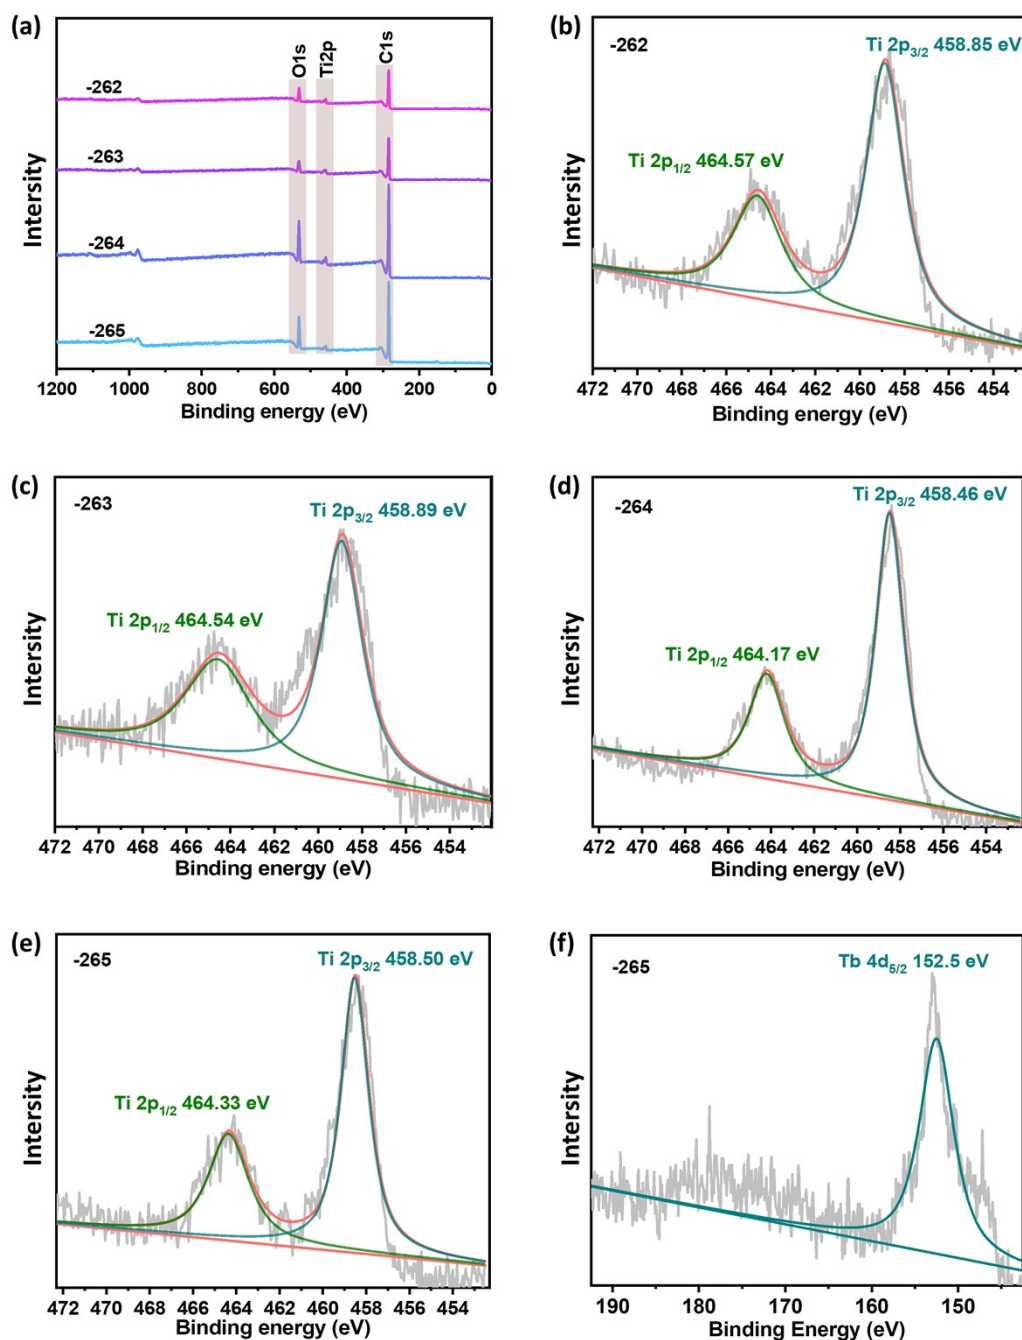 (a)
O1s
Ti2p
C1s
-262
-263
-264
-265
Intersity
1200 1000 800 600 400 200 0
Binding energy (eV)
(b)
-262
Ti 2p3/2 458.85 eV
Ti 2p1/2 464.57 eV
Intersity
472 470 468 466 464 462 460 458 456 454
Binding energy (eV)
(c)
-263
Ti 2p3/2 458.89 eV
Ti 2p1/2 464.54 eV
Intersity
472 470 468 466 464 462 460 458 456 454
Binding energy (eV)
(d)
-264
Ti 2p3/2 458.46 eV
Ti 2p1/2 464.17 eV
Intersity
472 470 468 466 464 462 460 458 456 454
Binding energy (eV)
(e)
-265
Ti 2p3/2 458.50 eV
Ti 2p1/2 464.33 eV
Intersity
472 470 468 466 464 462 460 458 456 454
Binding energy (eV)
(f)
-265
Tb 4d5/2 152.5 eV
Intersity
190 180 170 160 150
Binding Energy (eV)